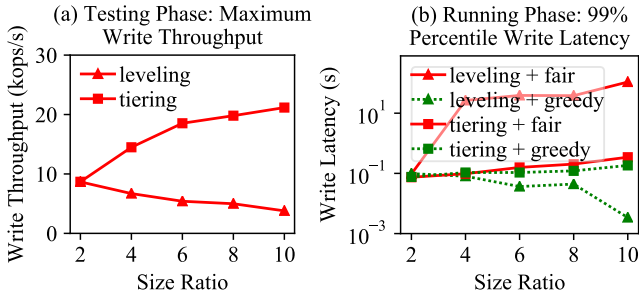 (a) Testing Phase: Maximum
Write Throughput
Write Throughput (kops/s)
30
20
10
0
leveling
tiering
2 4 6 8 10
Size Ratio
(b) Running Phase: 99%
Percentile Write Latency
Write Latency (s)
10^1
10^-1
10^-3
leveling + fair
leveling + greedy
tiering + fair
tiering + greedy
2 4 6 8 10
Size Ratio